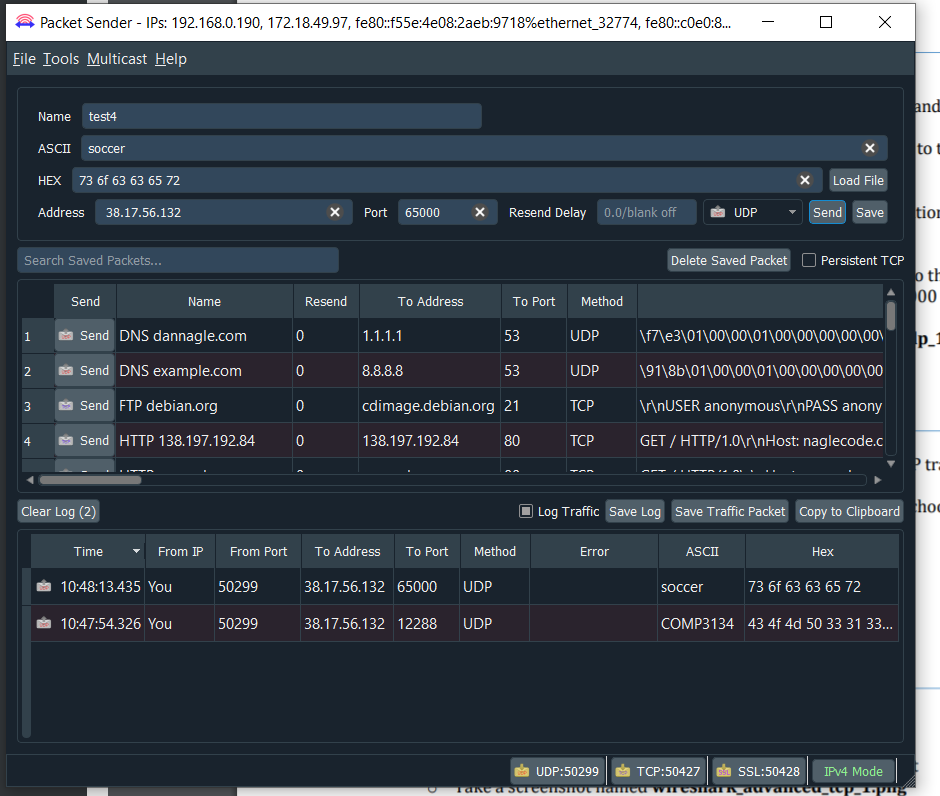 Packet Sender - IPs: 192.168.0.190, 172.18.49.97, fe80::f55e:4e08:2aeb:9718%ethernet_32774, fe80::c0e0:8...
File Tools Multicast Help
and
Name test4
ASCII soccer
to t
HEX 73 6f 63 63 65 72 Load File
Address 38.17.56.132 Port 65000 Resend Delay 0.0/blank off UDP Send Save
tion
Search Saved Packets... Delete Saved Packet Persistent TCP
o th
000
Send Name Resend To Address To Port Method
1 Send DNS dannagle.com 0 1.1.1.1 53 UDP \f7\e3\01\00\00\01\00\00\00\00\00\
ip_1
2 Send DNS example.com 0 8.8.8.8 53 UDP \91\8b\01\00\00\01\00\00\00\00\00
3 Send FTP debian.org 0 cdimage.debian.org 21 TCP \r\nUSER anonymous\r\nPASS anony
4 Send HTTP 138.197.192.84 0 138.197.192.84 80 TCP GET / HTTP/1.0\r\nHost: naglecode.c
P tra
Clear Log (2) Log Traffic Save Log Save Traffic Packet Copy to Clipboard
hoo
Time From IP From Port To Address To Port Method Error ASCII Hex
10:48:13.435 You 50299 38.17.56.132 65000 UDP soccer 73 6f 63 63 65 72
10:47:54.326 You 50299 38.17.56.132 12288 UDP COMP3134 43 4f 4d 50 33 31 33...
UDP:50299 TCP:50427 SSL:50428 IPv4 Mode
Take a screenshot named wireshark_advanced_tcp_1.png